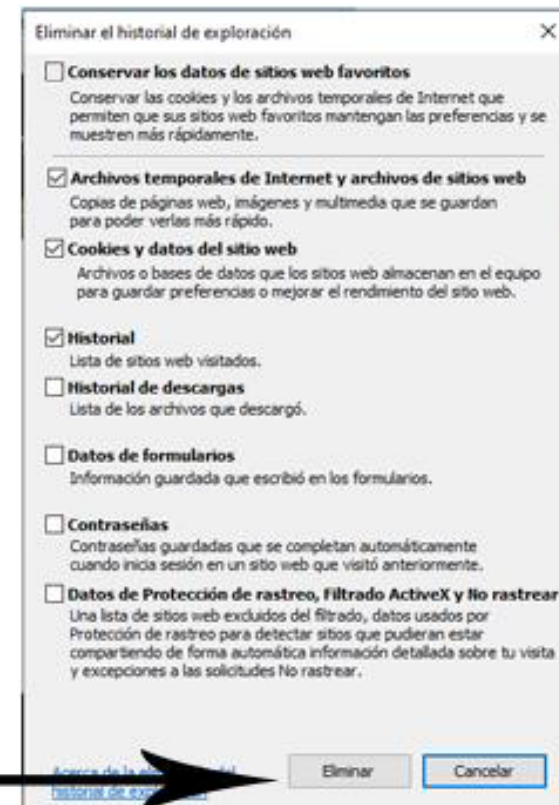 Eliminar el historial de exploración
Conservar los datos de sitios web favoritos
Conservar las cookies y los archivos temporales de Internet que
permiten que sus sitios web favoritos mantengan las preferencias y se
muestren más rápidamente.
Archivos temporales de Internet y archivos de sitios web
Copias de páginas web, imágenes y multimedia que se guardan
para poder verlas más rápido.
Cookies y datos del sitio web
Archivos o bases de datos que los sitios web almacenan en el equipo
para guardar preferencias o mejorar el rendimiento del sitio web.
Historial
Lista de sitios web visitados.
Historial de descargas
Lista de los archivos que descargó.
Datos de formularios
Información guardada que escribió en los formularios.
Contraseñas
Contraseñas guardadas que se completan automáticamente
cuando inicia sesión en un sitio web que visitó anteriormente.
Datos de Protección de rastreo, Filtrado ActiveX y No rastrear
Una lista de sitios web excluidos del filtrado, datos usados por
Protección de rastreo para detectar sitios que pudieran estar
compartiendo de forma automática información detallada sobre tu visita
y excepciones a las solicitudes No rastrear.
Acerca de la
historial de
Eliminar
Cancelar